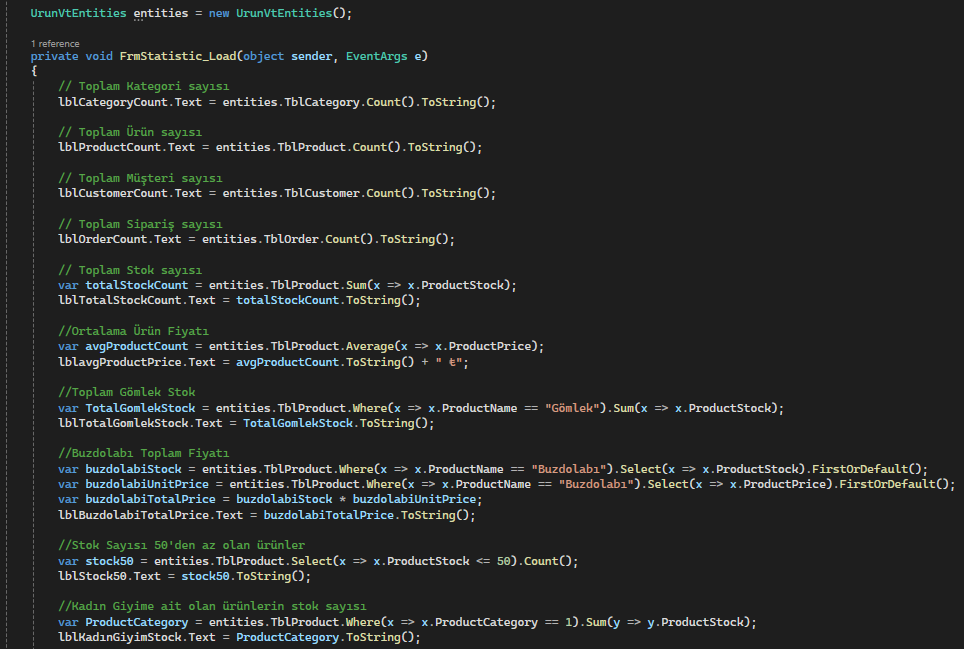 UrunVtEntities entities = new UrunVtEntities();
1 reference
private void FrmStatistic_Load(object sender, EventArgs e)
{
// Toplam Kategori sayısı
lblCategoryCount.Text = entities.TblCategory.Count().ToString();
// Toplam Ürün sayısı
lblProductCount.Text = entities.TblProduct.Count().ToString();
// Toplam Müşteri sayısı
lblCustomerCount.Text = entities.TblCustomer.Count().ToString();
// Toplam Sipariş sayısı
lblOrderCount.Text = entities.TblOrder.Count().ToString();
// Toplam Stok sayısı
var totalStockCount = entities.TblProduct.Sum(x => x.ProductStock);
lblTotalStockCount.Text = totalStockCount.ToString();
//Ortalama Ürün Fiyatı
var avgProductCount = entities.TblProduct.Average(x => x.ProductPrice);
lblavgProductPrice.Text = avgProductCount.ToString() + " ₺";
//Toplam Gömlek Stok
var TotalGomlekStock = entities.TblProduct.Where(x => x.ProductName == "Gömlek").Sum(x => x.ProductStock);
lblTotalGomlekStock.Text = TotalGomlekStock.ToString();
//Buzdolabı Toplam Fiyatı
var buzdolabiStock = entities.TblProduct.Where(x => x.ProductName == "Buzdolabı").Select(x => x.ProductStock).FirstOrDefault();
var buzdolabiUnitPrice = entities.TblProduct.Where(x => x.ProductName == "Buzdolabı").Select(x => x.ProductPrice).FirstOrDefault();
var buzdolabiTotalPrice = buzdolabiStock * buzdolabiUnitPrice;
lblBuzdolabiTotalPrice.Text = buzdolabiTotalPrice.ToString();
//Stok Sayısı 50'den az olan ürünler
var stock50 = entities.TblProduct.Select(x => x.ProductStock <= 50).Count();
lblStock50.Text = stock50.ToString();
//Kadın Giyime ait olan ürünlerin stok sayısı
var ProductCategory = entities.TblProduct.Where(x => x.ProductCategory == 1).Sum(y => y.ProductStock);
lblKadınGiyimStock.Text = ProductCategory.ToString();